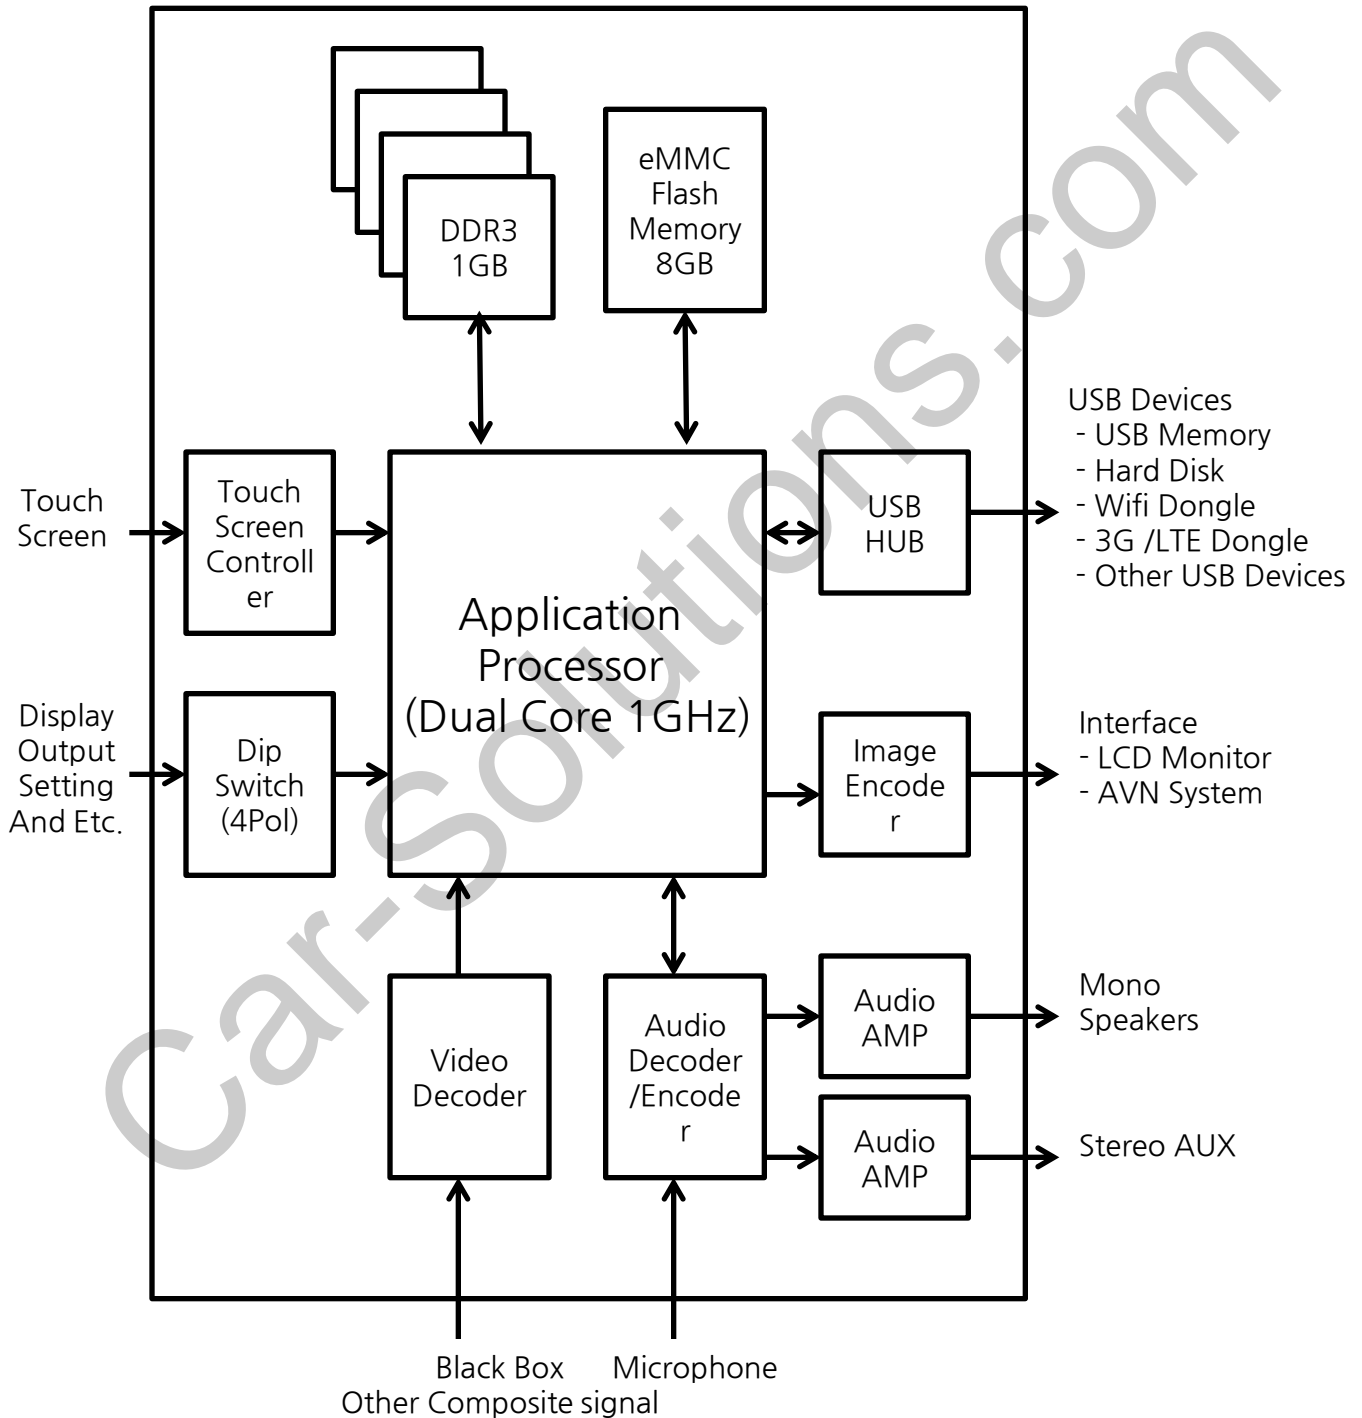 DDR3
1GB
eMMC
Flash
Memory
8GB
USB Devices
- USB Memory
- Hard Disk
- Wifi Dongle
- 3G /LTE Dongle
- Other USB Devices
Touch
Screen
Touch
Screen
Controll
er
USB
HUB
Application
Processor
(Dual Core 1GHz)
Display
Output
Setting
And Etc.
Dip
Switch
(4Pol)
Image
Encode
r
Interface
- LCD Monitor
- AVN System
Video
Decoder
Audio
Decoder
/Encode
r
Audio
AMP
Mono
Speakers
Audio
AMP
Stereo AUX
Black Box
Other Composite signal
Microphone
Car-Solutions.com